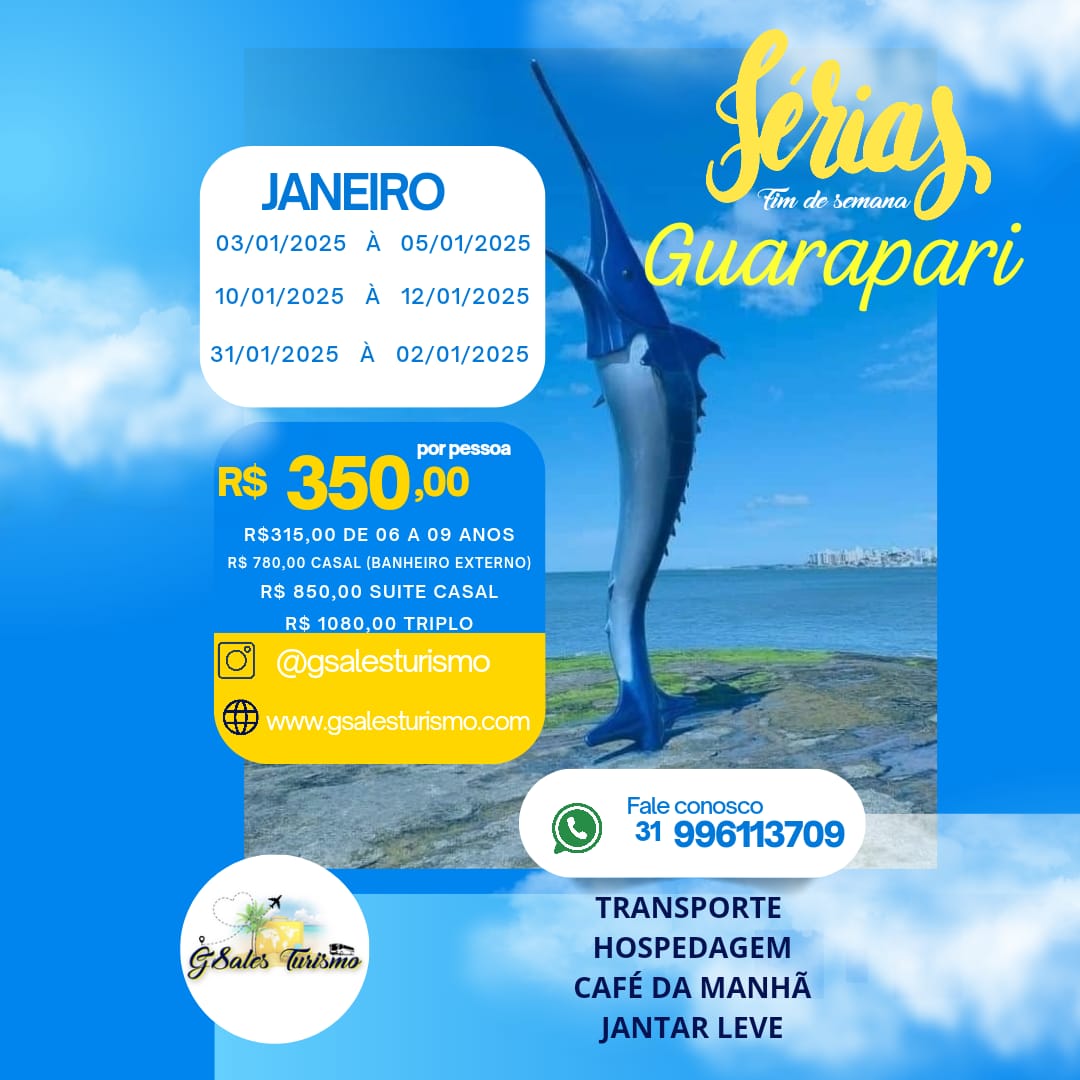 Férias
Fim de semana
Guarapari
JANEIRO
03/01/2025 À 05/01/2025
10/01/2025 À 12/01/2025
31/01/2025 À 02/01/2025
por pessoa
R$ 350,00
R$315,00 DE 06 A 09 ANOS
R$ 780,00 CASAL (BANHEIRO EXTERNO)
R$ 850,00 SUITE CASAL
R$ 1080,00 TRIPLO
@gsalesturismo
www.gsalesturismo.com
Fale conosco
31 996113709
GSales Turismo
TRANSPORTE
HOSPEDAGEM
CAFÉ DA MANHÃ
JANTAR LEVE